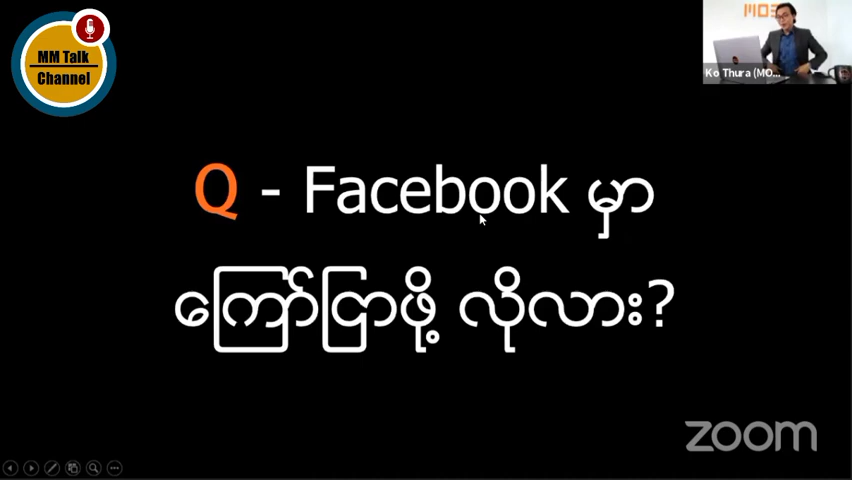 MM Talk
Channel
Ko Thura (MO...
Q - Facebook မှာ
ကြော်ငြာဖို့ လိုလား?
zoom